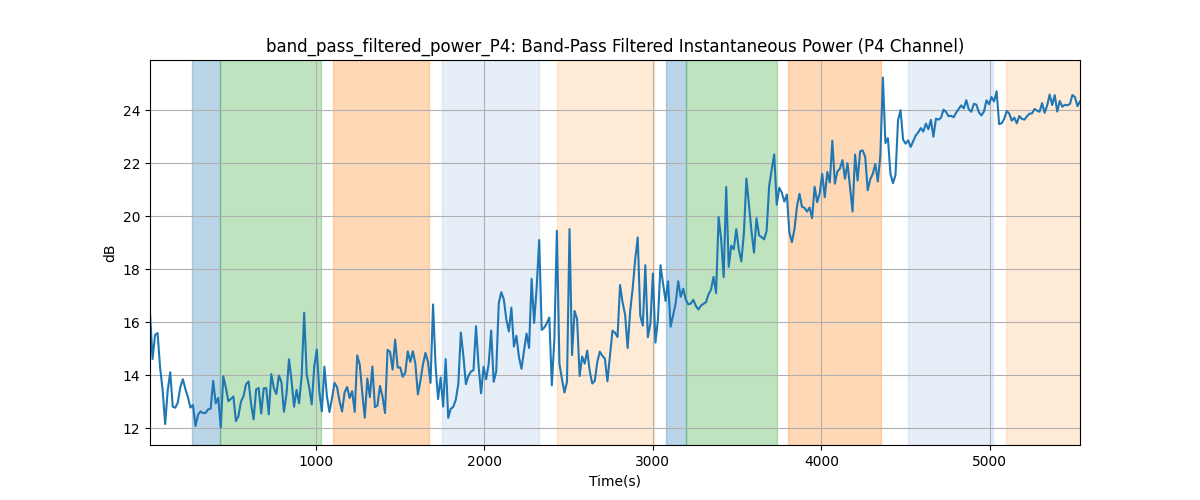 band_pass_filtered_power_P4: Band-Pass Filtered Instantaneous Power (P4 Channel)
24
22
20
18
16
14
12
dB
1000 2000 3000 4000 5000
Time(s)